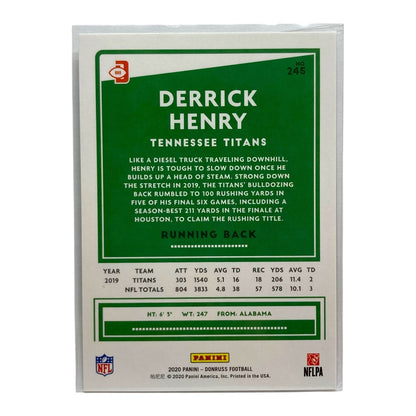 NO
245
DERRICK
HENRY
TENNESSEE TITANS
LIKE A DIESEL TRUCK TRAVELING DOWNHILL,
HENRY IS TOUGH TO SLOW DOWN ONCE HE
BUILDS UP A HEAD OF STEAM. STRONG DOWN
THE STRETCH IN 2019, THE TITANS' BULLDOZING
BACK RUMBLED TO 100 RUSHING YARDS IN
FIVE OF HIS FINAL SIX GAMES, INCLUDING A
SEASON-BEST 211 YARDS IN THE FINALE AT
HOUSTON, TO CLAIM THE RUSHING TITLE.
RUNNING BACK
YEAR TEAM ATT YDS AVG TD REC YDS AVG TD
2019 TITANS 303 1540 5.1 16 18 206 11.4 2
NFL TOTALS 804 3833 4.8 38 57 578 10.1 3
HT: 6' 3" WT: 247 FROM: ALABAMA
NFL
PANINI
2020 PANINI – DONRUSS FOOTBALL
帕尼尼 © 2020 Panini America, Inc. Printed in the USA.
NFLPA